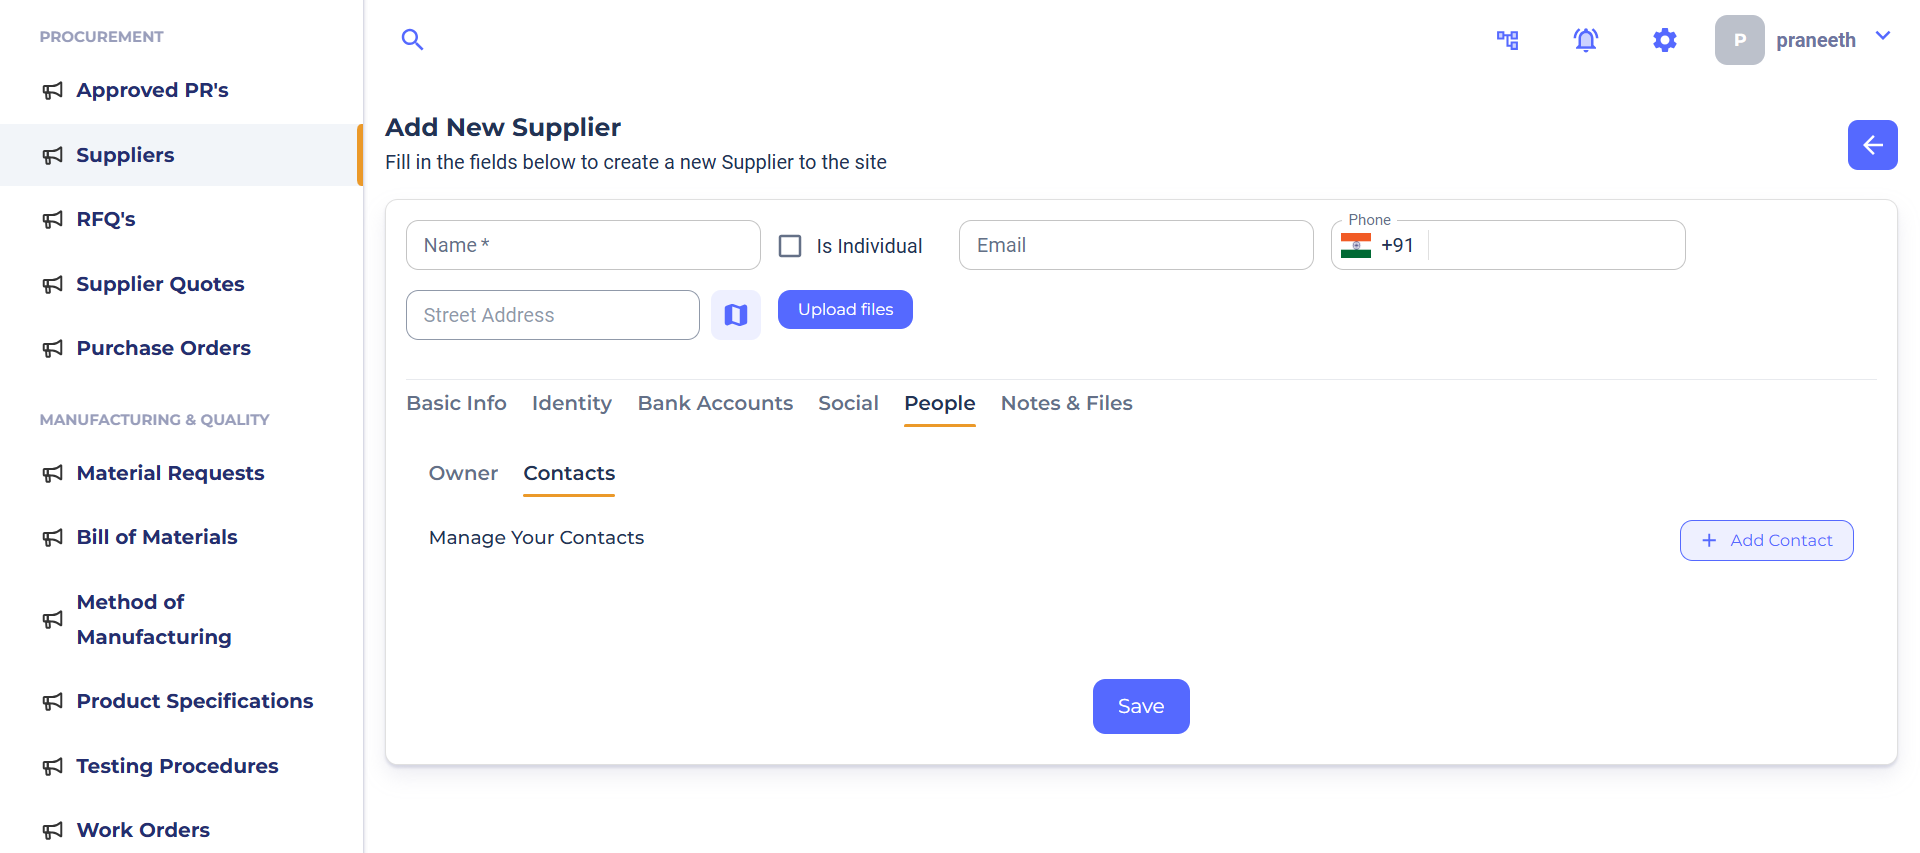 PROCUREMENT
Approved PR's
Suppliers
RFQ's
Supplier Quotes
Purchase Orders
MANUFACTURING & QUALITY
Material Requests
Bill of Materials
Method of
Manufacturing
Product Specifications
Testing Procedures
Work Orders
P praneeth
Add New Supplier
Fill in the fields below to create a new Supplier to the site
Name *
Is Individual
Email
Phone
+91
Street Address
Upload files
Basic Info Identity Bank Accounts Social People Notes & Files
Owner Contacts
Manage Your Contacts
+ Add Contact
Save